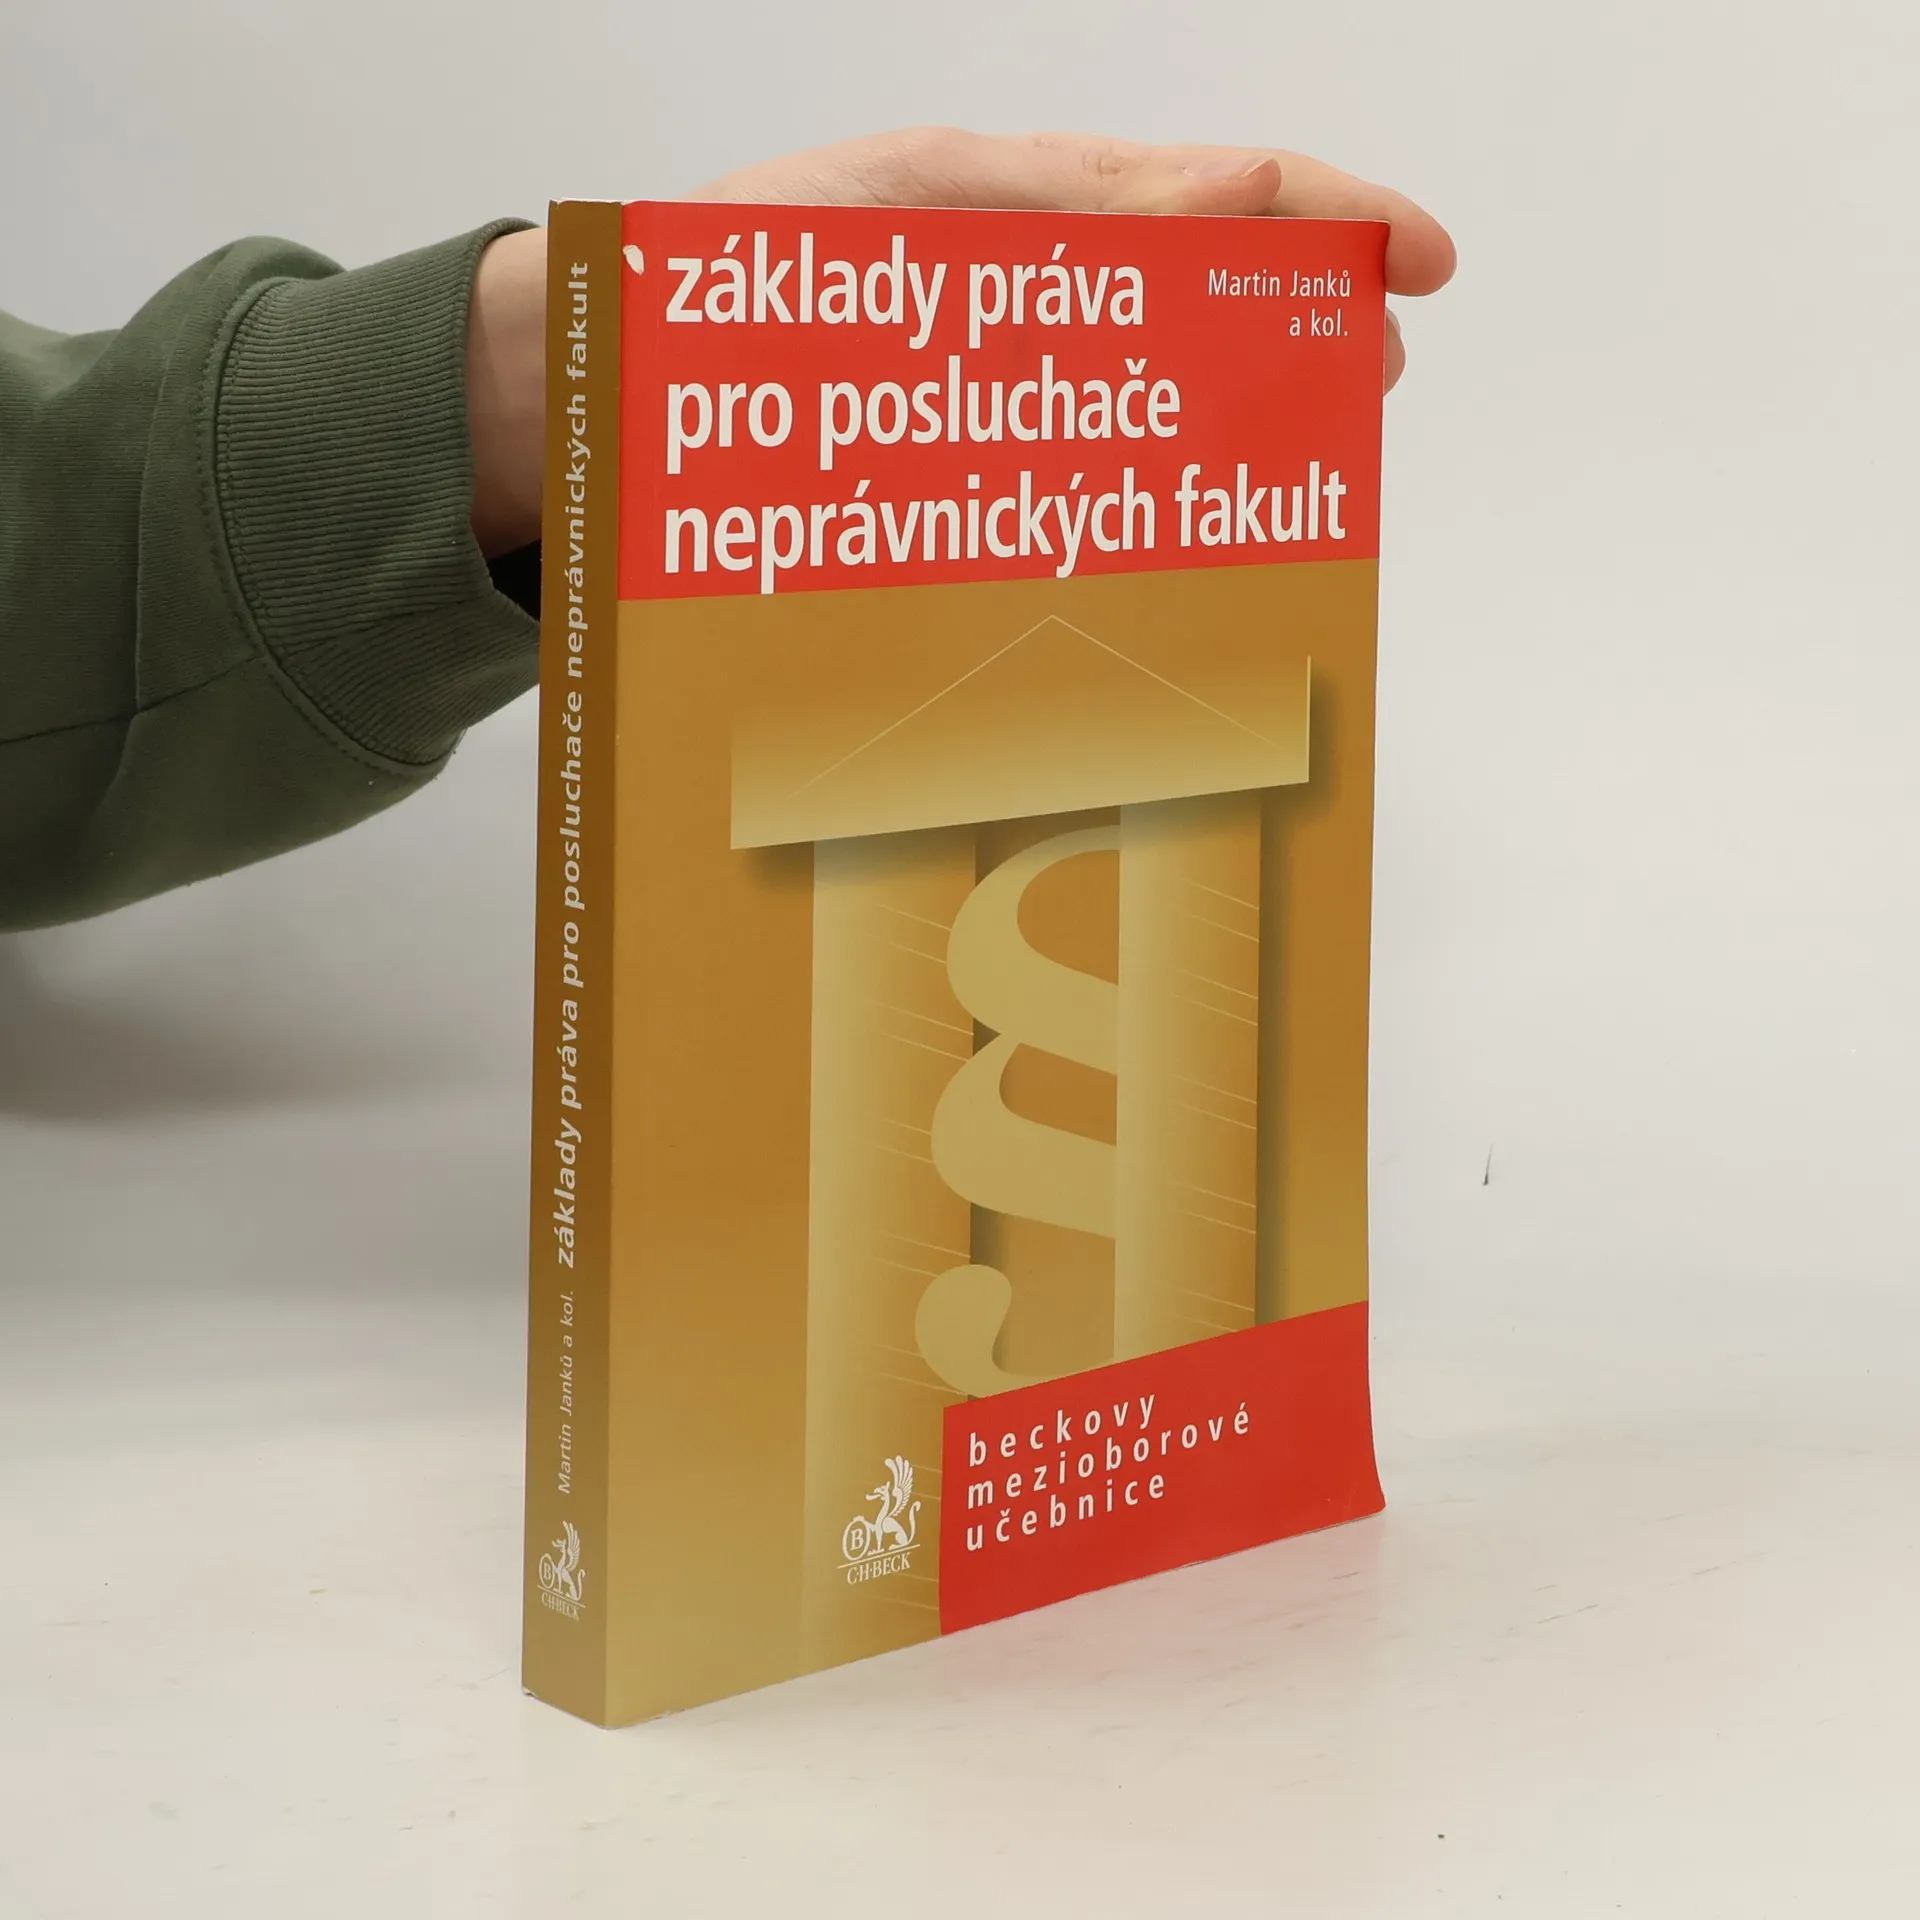 základy práva
pro posluchače
neprávnických fakult
Martin Janků
a kol.
beckovy
mezioborové
učebnice
B
C·H·BECK
Martin Janků a kol. základy práva pro posluchače neprávnických fakult
B
C·H·BECK